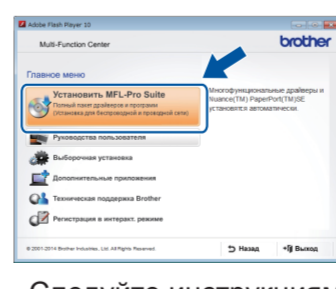 Adobe Flash Player 10
Multi-Function Center
brother
Главное меню
Установить MFL-Pro Suite
Полный пакет драйверов и программ
(Установка для беспроводной и проводной сети)
Многофункциональные драйверы и
Nuance(TM) PaperPort(TM)SE
установятся автоматически.
Руководства пользователя
Выборочная установка
Дополнительные приложения
Техническая поддержка Brother
Регистрация в интеракт. режиме
© 2001-2014 Brother Industries, Ltd. All Rights Reserved.
Назад
Выход